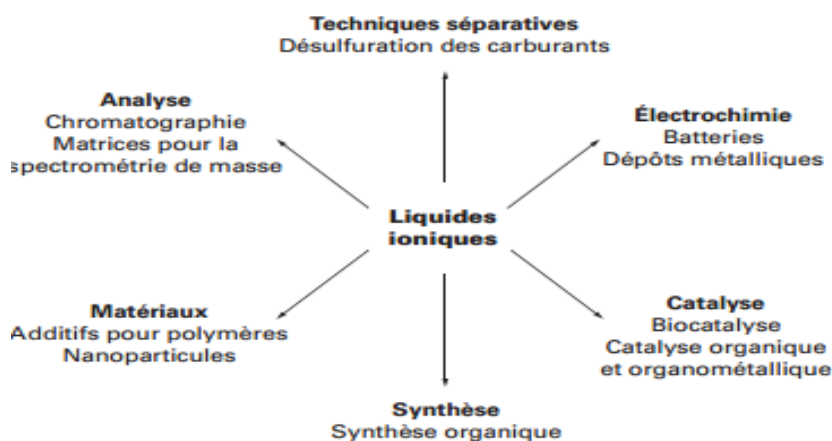 Techniques séparatives
Désulfuration des carburants
Analyse
Chromatographie
Matrices pour la
spectrométrie de masse
Électrochimie
Batteries
Dépôts métalliques
Liquides
ioniques
Matériaux
Additifs pour polymères
Nanoparticules
Catalyse
Biocatalyse
Catalyse organique
et organométallique
Synthèse
Synthèse organique